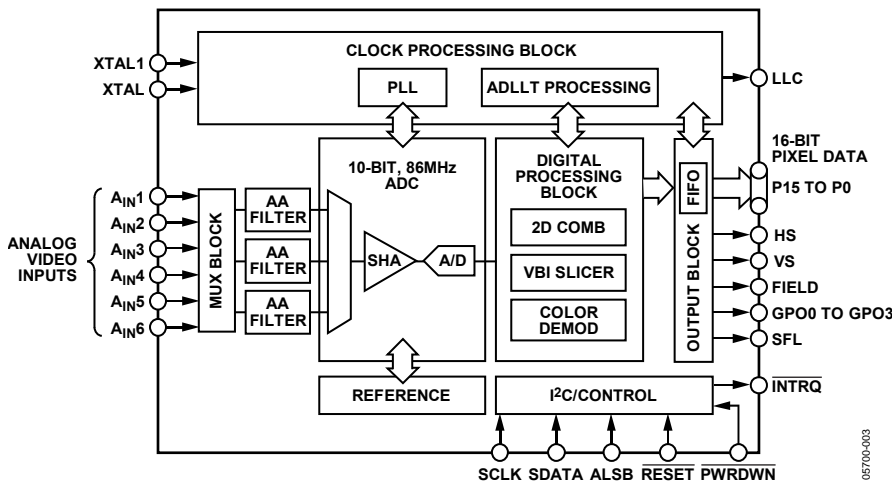 CLOCK PROCESSING BLOCK
XTAL1
XTAL
PLL
ADLLT PROCESSING
LLC
16-BIT
PIXEL DATA
P15 TO P0
10-BIT, 86MHz
ADC
DIGITAL
PROCESSING
BLOCK
2D COMB
VBI SLICER
COLOR
DEMOD
FIFO
OUTPUT BLOCK
ANALOG
VIDEO
INPUTS
AIN1
AIN2
AIN3
AIN4
AIN5
AIN6
MUX BLOCK
AA
FILTER
AA
FILTER
AA
FILTER
SHA
A/D
HS
VS
FIELD
GPO0 TO GPO3
SFL
REFERENCE
I2C/CONTROL
INTRQ
SCLK SDATA ALSB RESET PWRDWN
05700-003